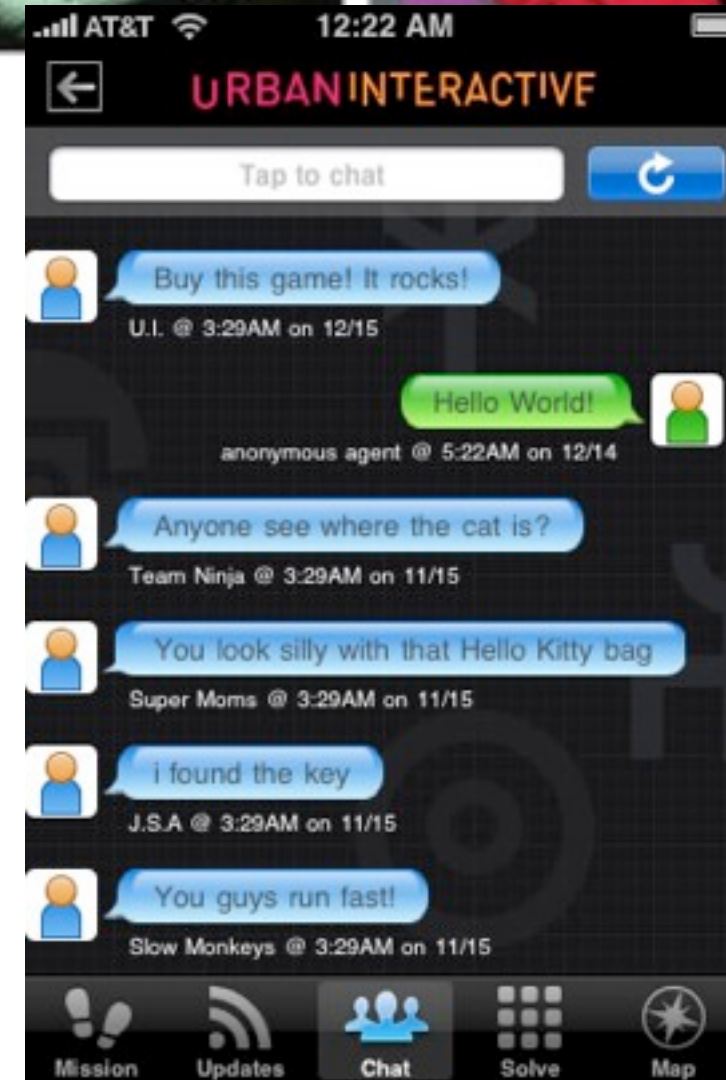 AT&T 12:22 AM
URBANINTERACTIVE
Tap to chat
Buy this game! It rocks!
U.I. @ 3:29AM on 12/15
Hello World!
anonymous agent @ 5:22AM on 12/14
Anyone see where the cat is?
Team Ninja @ 3:29AM on 11/15
You look silly with that Hello Kitty bag
Super Moms @ 3:29AM on 11/15
i found the key
J.S.A @ 3:29AM on 11/15
You guys run fast!
Slow Monkeys @ 3:29AM on 11/15
Mission Updates Chat Solve Map